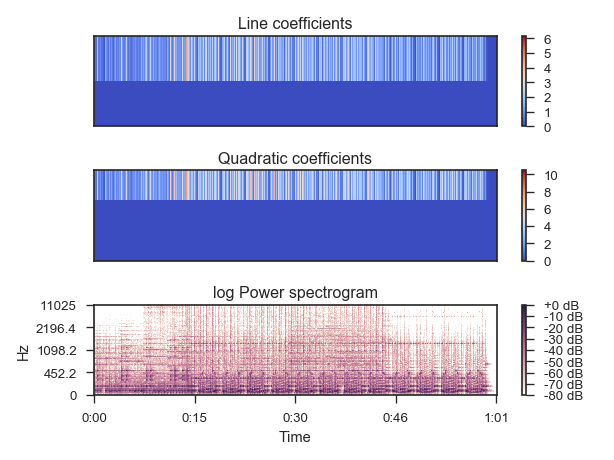 Line coefficients
6
5
4
3
2
1
0
Quadratic coefficients
10
8
6
4
2
0
log Power spectrogram
11025
2196.4
1098.2
452.2
0
Hz
0:00
0:15
0:30
0:46
1:01
Time
+0 dB
-10 dB
-20 dB
-30 dB
-40 dB
-50 dB
-60 dB
-70 dB
-80 dB